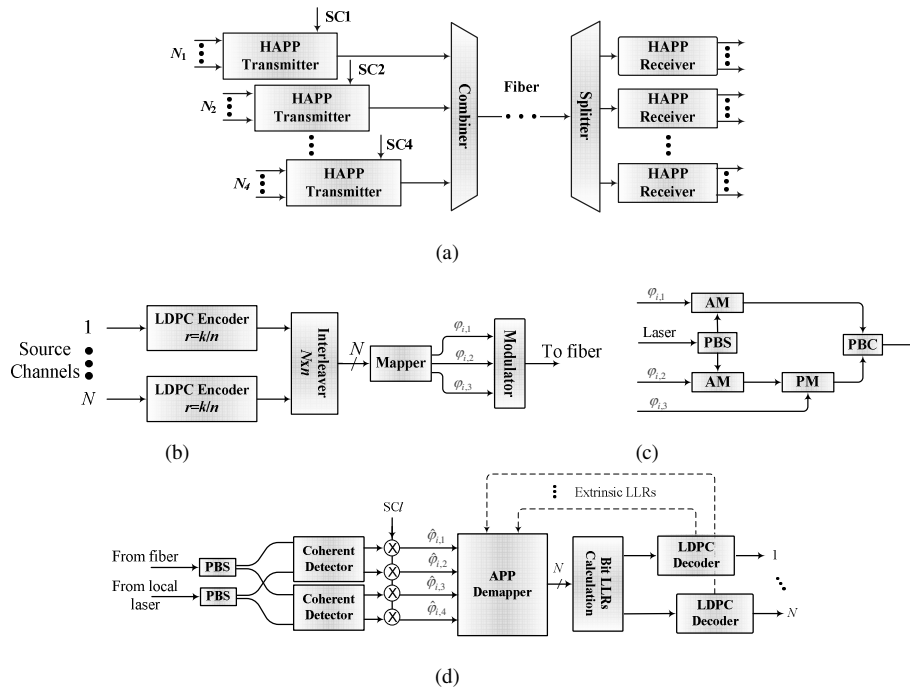 SC1
N1
HAPP
Transmitter
SC2
N2
HAPP
Transmitter
SC4
N4
HAPP
Transmitter
Combiner
Fiber
Splitter
HAPP
Receiver
HAPP
Receiver
HAPP
Receiver
(a)
1
Source
Channels
N
LDPC Encoder
r=k/n
LDPC Encoder
r=k/n
Interleaver
Nxn
N
Mapper
φi,1
φi,2
φi,3
Modulator
To fiber
(b)
φi,1
Laser
φi,2
φi,3
AM
PBS
AM
PM
PBC
(c)
From fiber
From local
laser
PBS
PBS
Coherent
Detector
Coherent
Detector
SCl
φ̂i,1
φ̂i,2
φ̂i,3
φ̂i,4
APP
Demapper
Extrinsic LLRs
N
Bit LLRs
Calculation
LDPC
Decoder
1
LDPC
Decoder
N
(d)